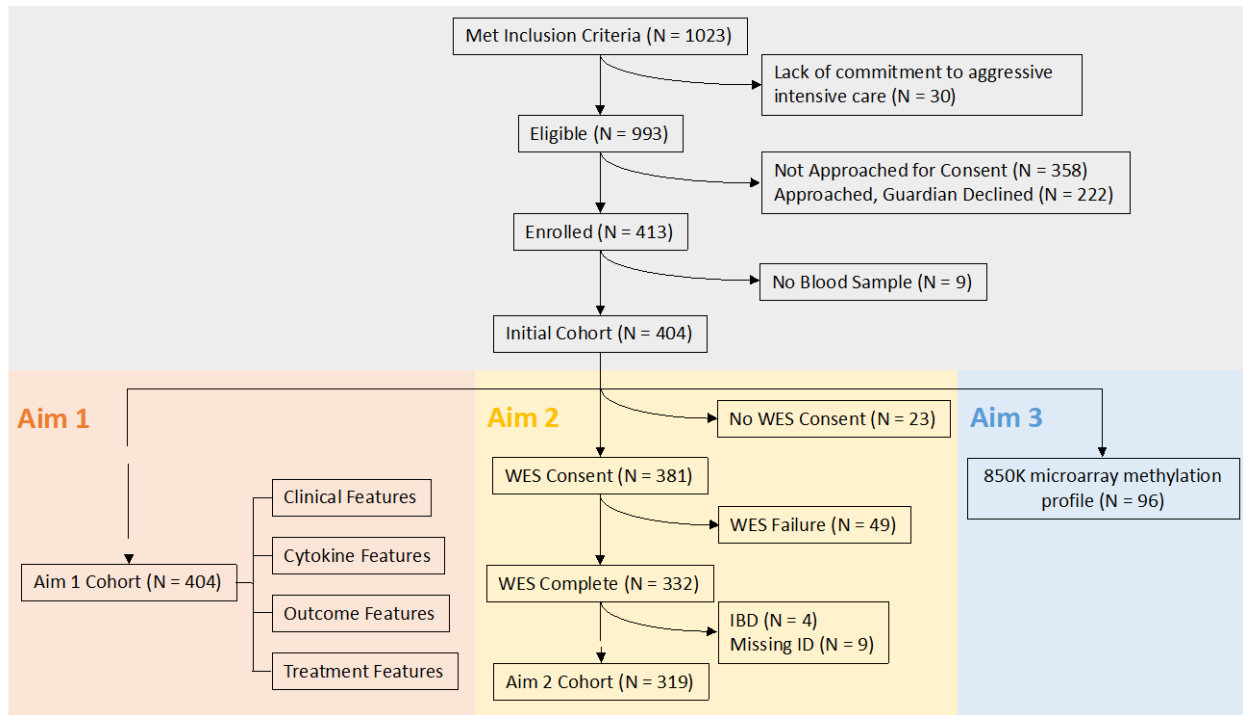 Met Inclusion Criteria (N = 1023)
Lack of commitment to aggressive
intensive care (N = 30)
Eligible (N = 993)
Not Approached for Consent (N = 358)
Approached, Guardian Declined (N = 222)
Enrolled (N = 413)
No Blood Sample (N = 9)
Initial Cohort (N = 404)
Aim 1
Clinical Features
Cytokine Features
Aim 1 Cohort (N = 404)
Outcome Features
Treatment Features
Aim 2
No WES Consent (N = 23)
WES Consent (N = 381)
WES Failure (N = 49)
WES Complete (N = 332)
IBD (N = 4)
Missing ID (N = 9)
Aim 2 Cohort (N = 319)
Aim 3
850K microarray methylation
profile (N = 96)